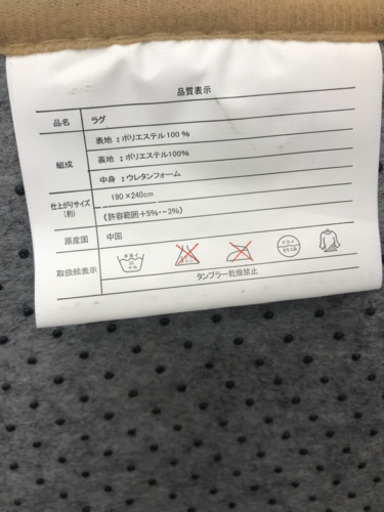 品質表示
品名 ラグ
組成 表地：ポリエステル100％
裏地：ポリエステル100%
中身：ウレタンフォーム
仕上がりサイズ(約) 190×240cm
（許容範囲＋5%・－3%）
原産国 中国
取扱絵表示
タンブラー乾燥禁止